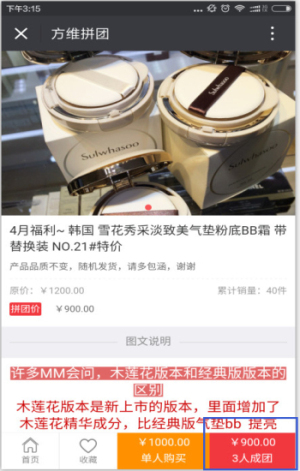 下午3:15
方维拼团
Sulwhasoo
Sulwhasoo
4月福利~ 韩国 雪花秀采淡致美气垫粉底BB霜 带
替换装 NO.21#特价
产品品质不变，随机发货，请多包涵，谢谢
原价：￥1200.00 累计销量：40件
拼团价 ￥900.00
图文说明
许多MM会问，木莲花版本和经典版版本的
区别
木莲花版本是新上市的版本，里面增加了
木莲花精华成分，比经典版气垫bb 提亮
首页 收藏 ￥1000.00 ￥900.00
单人购买 3人成团